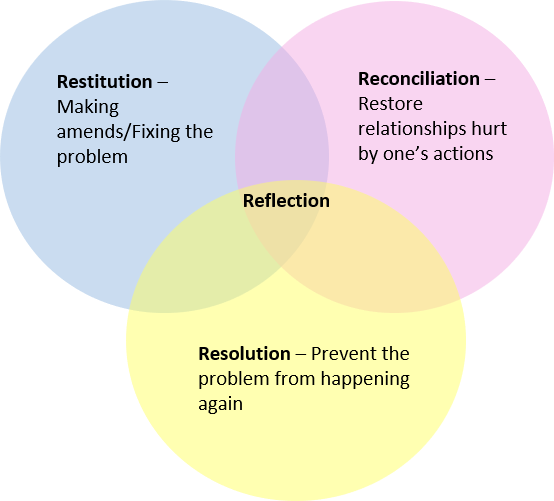 Restitution –
Making
amends/Fixing the
problem
Reconciliation –
Restore
relationships hurt
by one’s actions
Reflection
Resolution – Prevent the
problem from happening
again